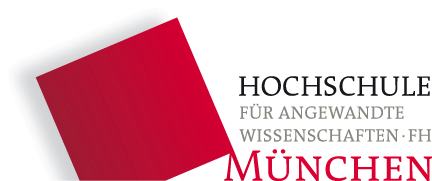 HOCHSCHULE
FÜR ANGEWANDTE
WISSENSCHAFTEN · FH
MÜNCHEN